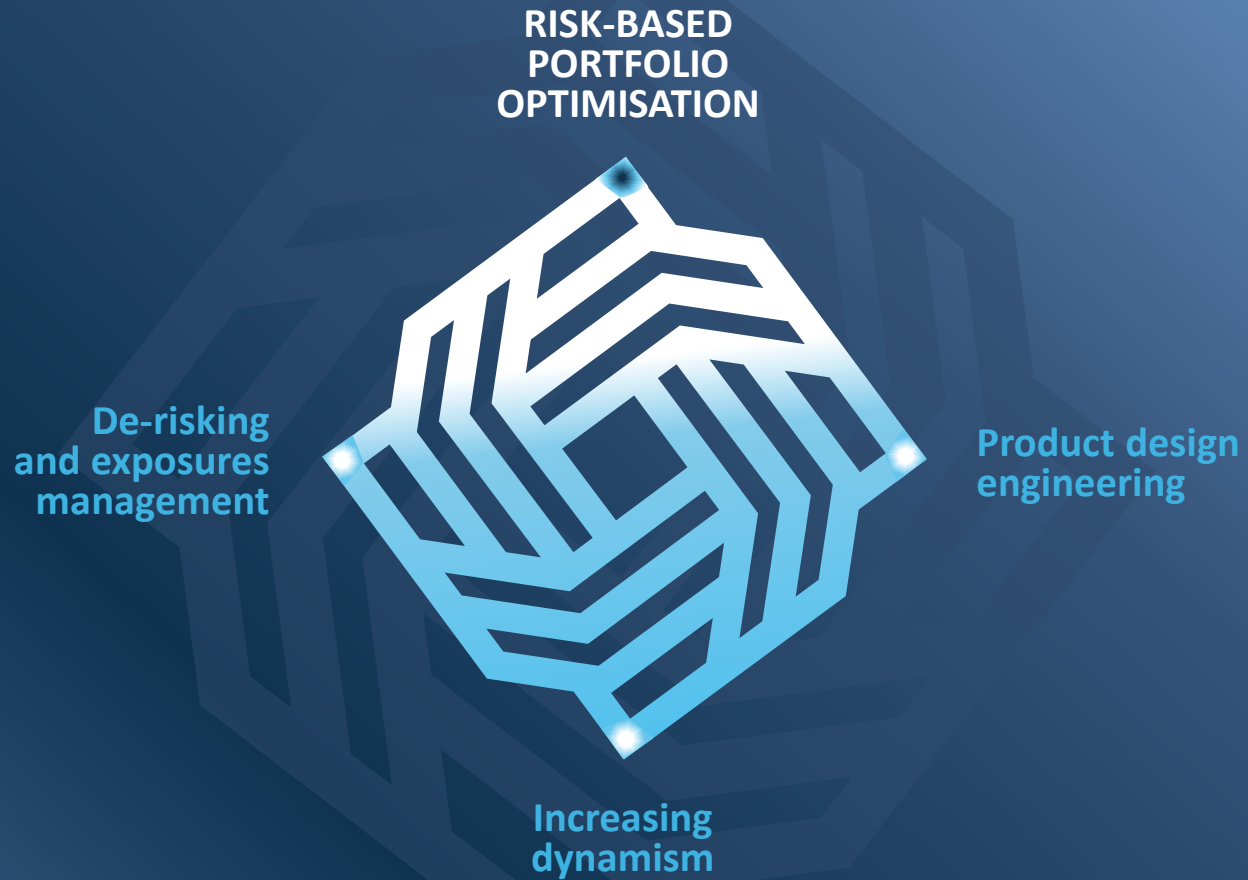 RISK-BASED
PORTFOLIO
OPTIMISATION
De-risking
and exposures
management
Product design
engineering
Increasing
dynamism